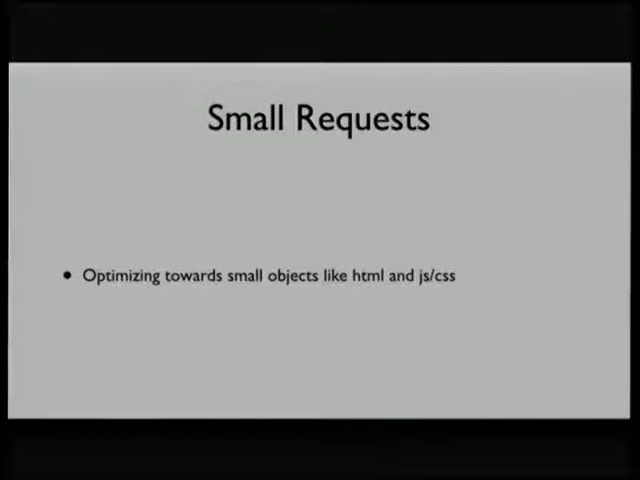 Small Requests
• Optimizing towards small objects like html and js/css